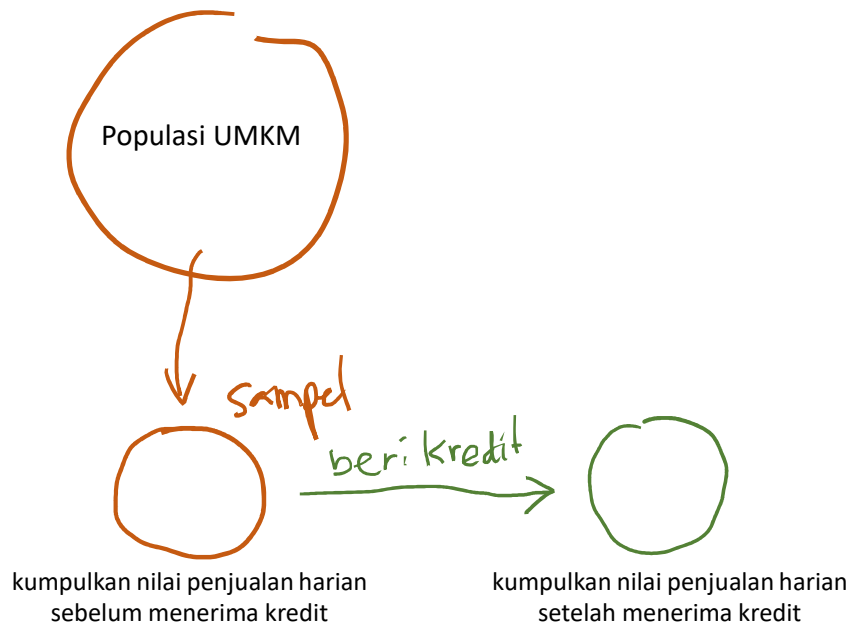 Populasi UMKM
sampel
beri kredit
kumpulkan nilai penjualan harian
sebelum menerima kredit
kumpulkan nilai penjualan harian
setelah menerima kredit